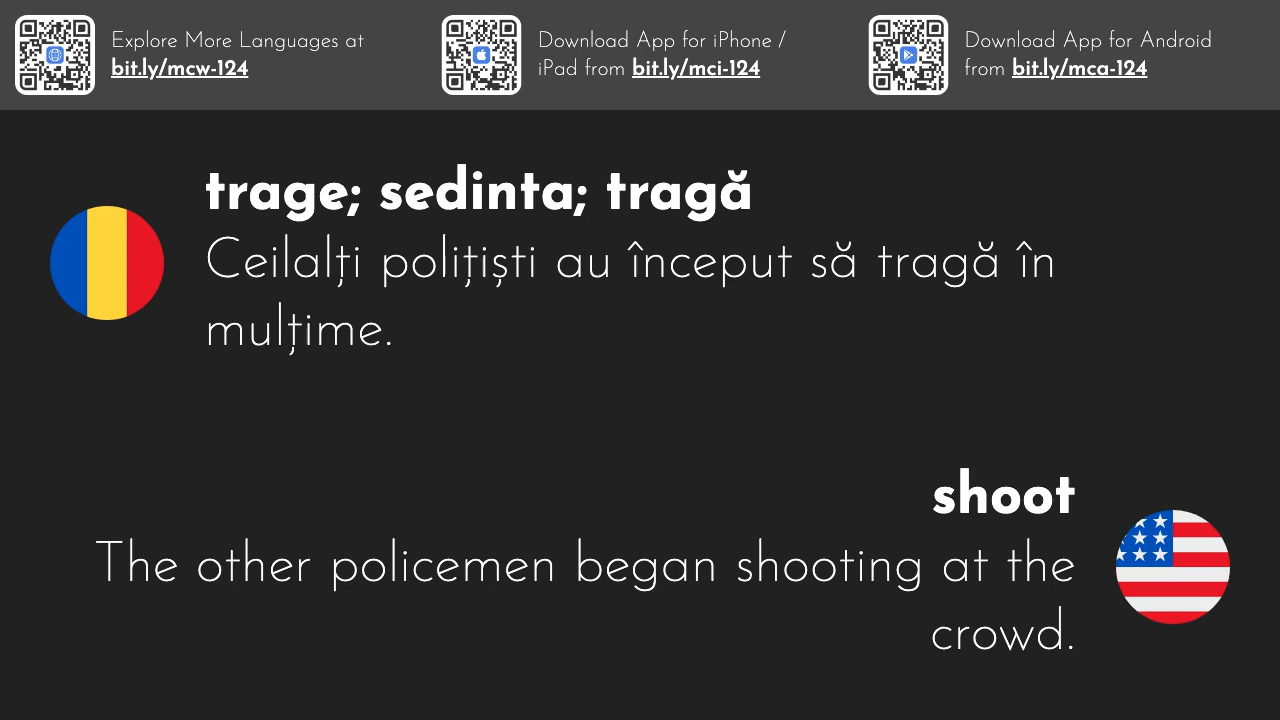 Explore More Languages at
bit.ly/mcw-124
Download App for iPhone /
iPad from bit.ly/mci-124
Download App for Android
from bit.ly/mca-124
trage; sedinta; tragă
Ceilalți polițiști au început să tragă în
mulțime.
shoot
The other policemen began shooting at the
crowd.